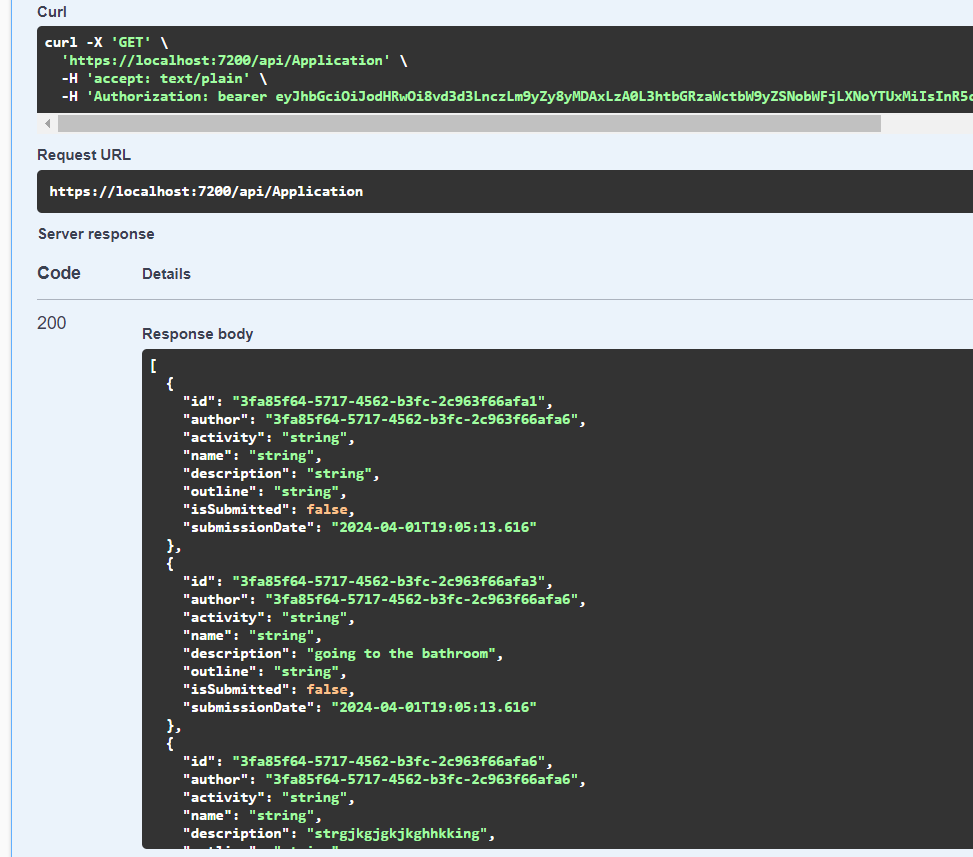 Curl
curl -X 'GET' \
'https://localhost:7200/api/Application' \
-H 'accept: text/plain' \
-H 'Authorization: bearer eyJhbGciOiJodHRwOi8vd3d3LnczLm9yZy8yMDAxLzA0L3htbGRzaWctbW9yZSNobWFjLXNoYTUxMiIsInR5c
Request URL
https://localhost:7200/api/Application
Server response
Code Details
200
Response body
[
{
"id": "3fa85f64-5717-4562-b3fc-2c963f66afa1",
"author": "3fa85f64-5717-4562-b3fc-2c963f66afa6",
"activity": "string",
"name": "string",
"description": "string",
"outline": "string",
"isSubmitted": false,
"submissionDate": "2024-04-01T19:05:13.616"
},
{
"id": "3fa85f64-5717-4562-b3fc-2c963f66afa3",
"author": "3fa85f64-5717-4562-b3fc-2c963f66afa6",
"activity": "string",
"name": "string",
"description": "going to the bathroom",
"outline": "string",
"isSubmitted": false,
"submissionDate": "2024-04-01T19:05:13.616"
},
{
"id": "3fa85f64-5717-4562-b3fc-2c963f66afa6",
"author": "3fa85f64-5717-4562-b3fc-2c963f66afa6",
"activity": "string",
"name": "string",
"description": "strgjkgjgkjkghhkking",